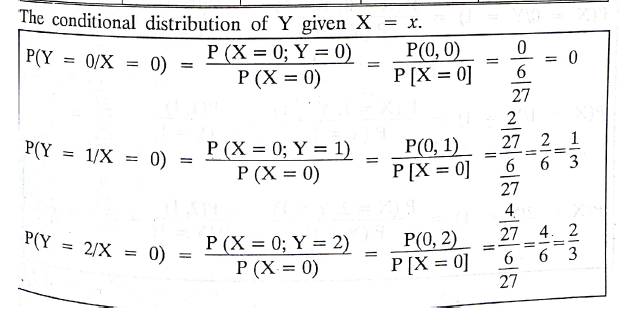 The conditional distribution of Y given X = x.
P(Y = 0/X = 0) = P (X = 0; Y = 0) / P (X = 0) = P(0, 0) / P [X = 0] = 0 / (6/27) = 0
P(Y = 1/X = 0) = P (X = 0; Y = 1) / P (X = 0) = P(0, 1) / P [X = 0] = (2/27) / (6/27) = 2/6 = 1/3
P(Y = 2/X = 0) = P (X = 0; Y = 2) / P (X = 0) = P(0, 2) / P [X = 0] = (4/27) / (6/27) = 4/6 = 2/3